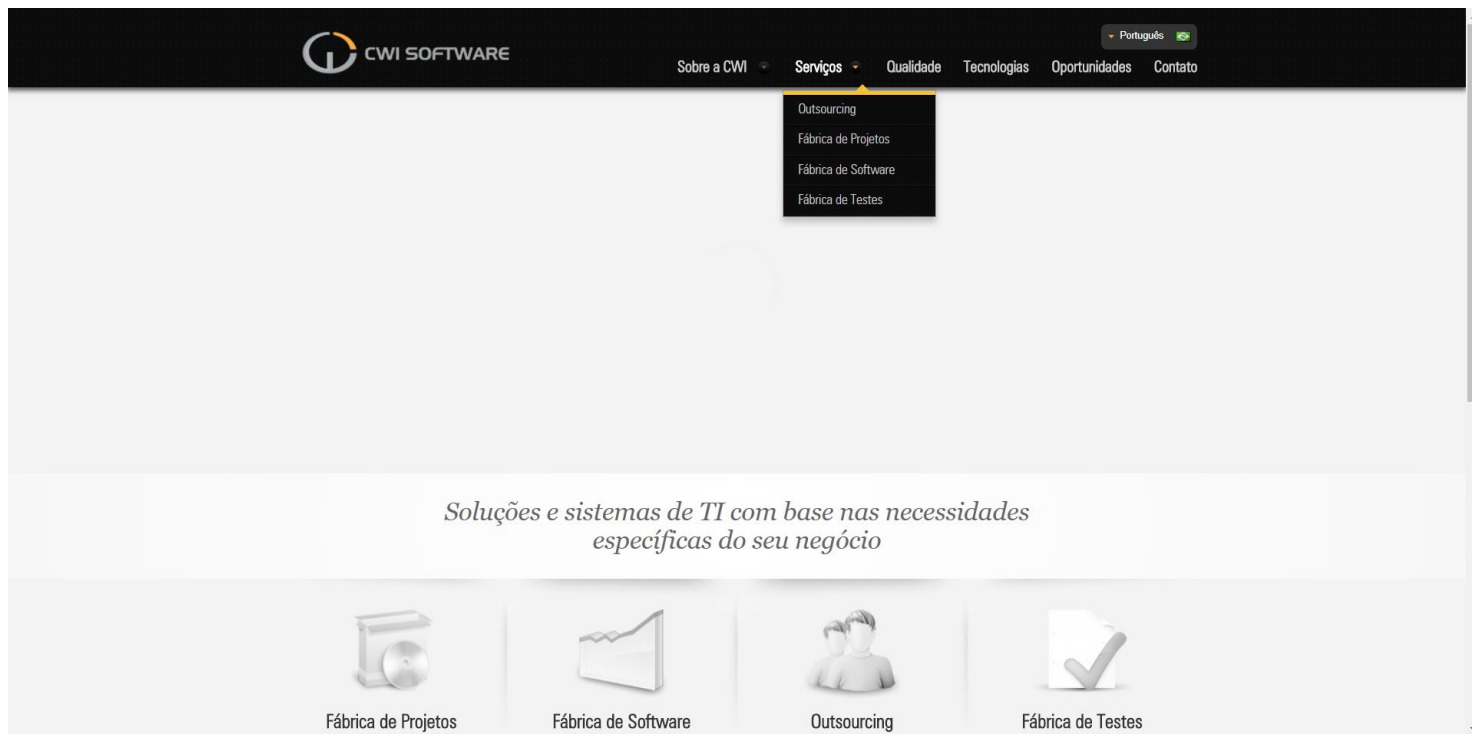 CWI SOFTWARE
Português
Sobre a CWI
Serviços
Qualidade
Tecnologias
Oportunidades
Contato
Outsourcing
Fábrica de Projetos
Fábrica de Software
Fábrica de Testes
Soluções e sistemas de TI com base nas necessidades
específicas do seu negócio
Fábrica de Projetos
Fábrica de Software
Outsourcing
Fábrica de Testes